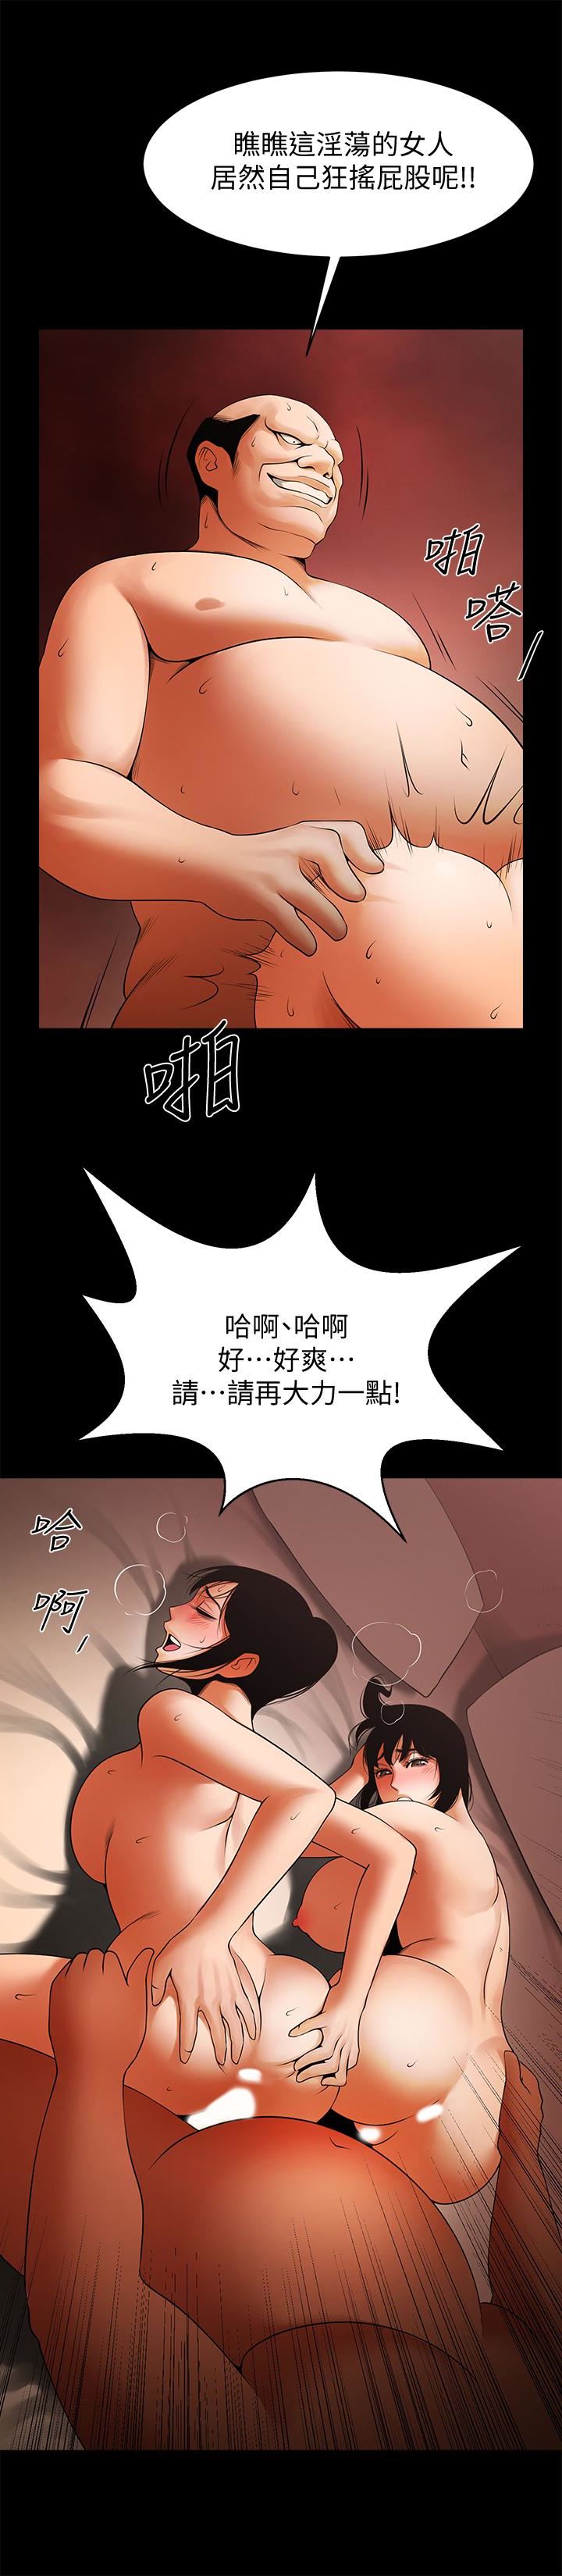 瞧瞧這淫蕩的女人
居然自己狂搖屁股呢!!
啪
嗒
啪
哈啊、哈啊
好…好爽…
請…請再大力一點!
哈
啊